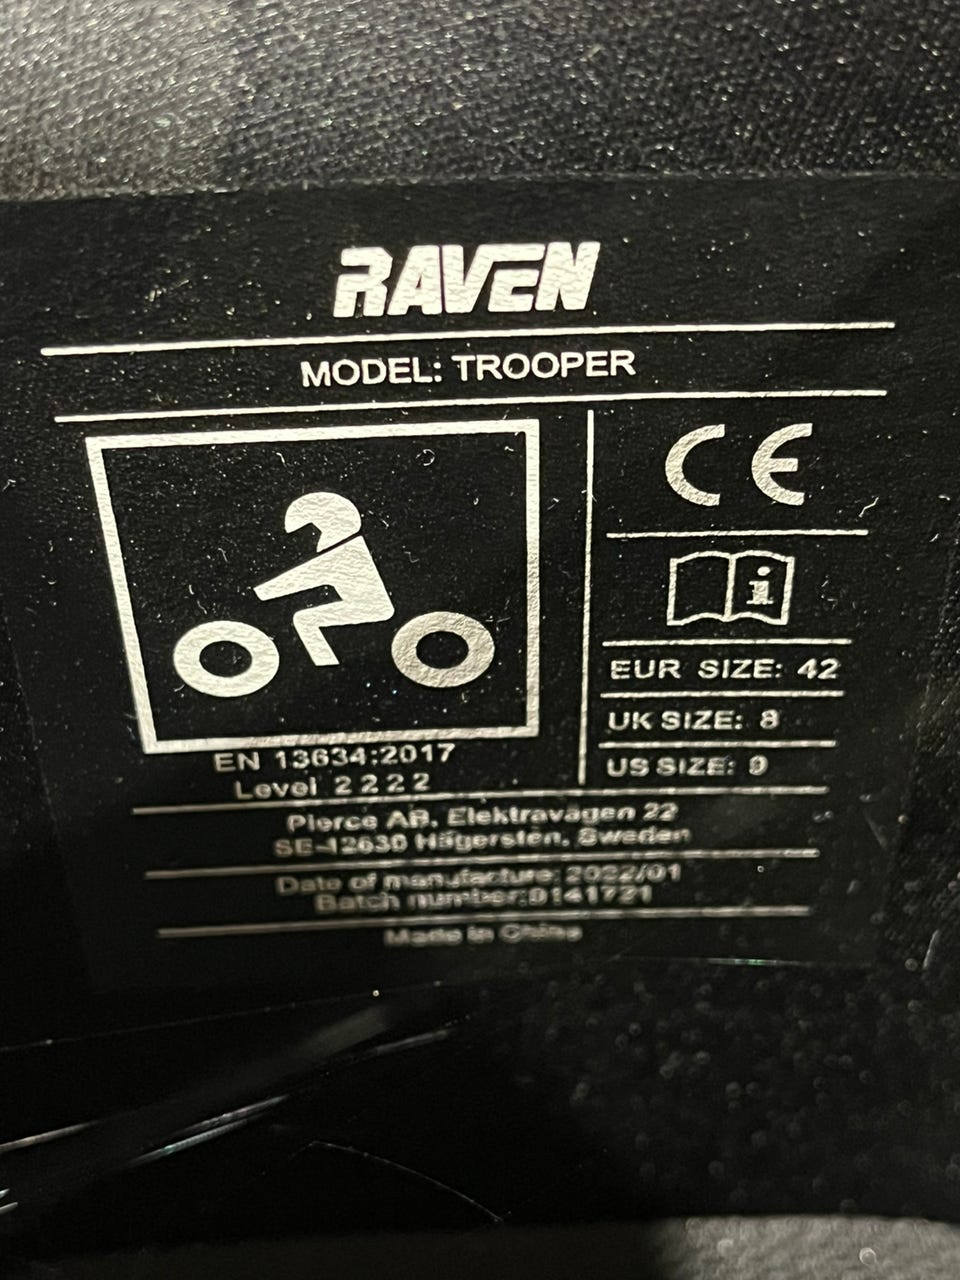 RAVEN
MODEL: TROOPER
CE
i
EUR SIZE: 42
UK SIZE: 8
US SIZE: 9
EN 13634:2017
Level 2 2 2 2
Pierce AB, Elektravägen 22
SE-12630 Hägersten, Sweden
Date of manufacture: 2022/01
Batch number:0141721
Made in China